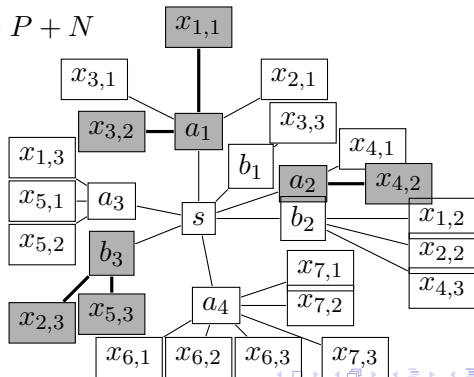 = P + N
x_{1,1}
x_{3,1}
x_{2,1}
x_{3,2}
a_1
x_{3,3}
x_{1,3}
b_1
x_{4,1}
x_{5,1}
a_3
a_2
x_{4,2}
x_{5,2}
s
b_2
x_{1,2}
b_3
x_{2,2}
x_{7,1}
x_{4,3}
x_{2,3}
x_{5,3}
a_4
x_{7,2}
x_{6,1}
x_{6,2}
x_{6,3}
x_{7,3}